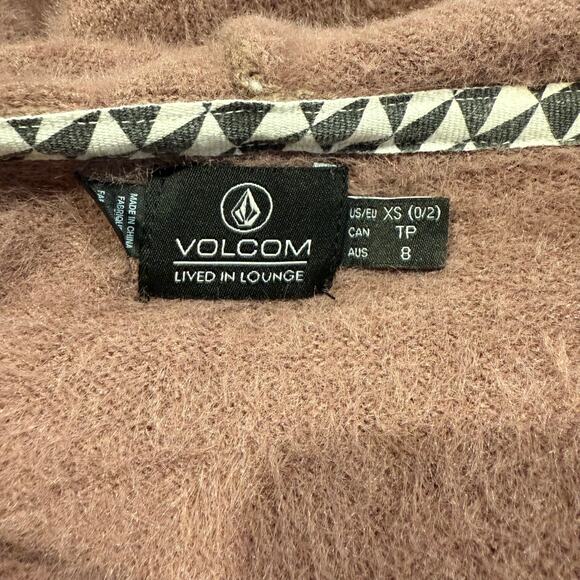 MADE IN CHINA
VOLCOM
LIVED IN LOUNGE
US/EU XS (0/2)
CAN TP
AUS 8